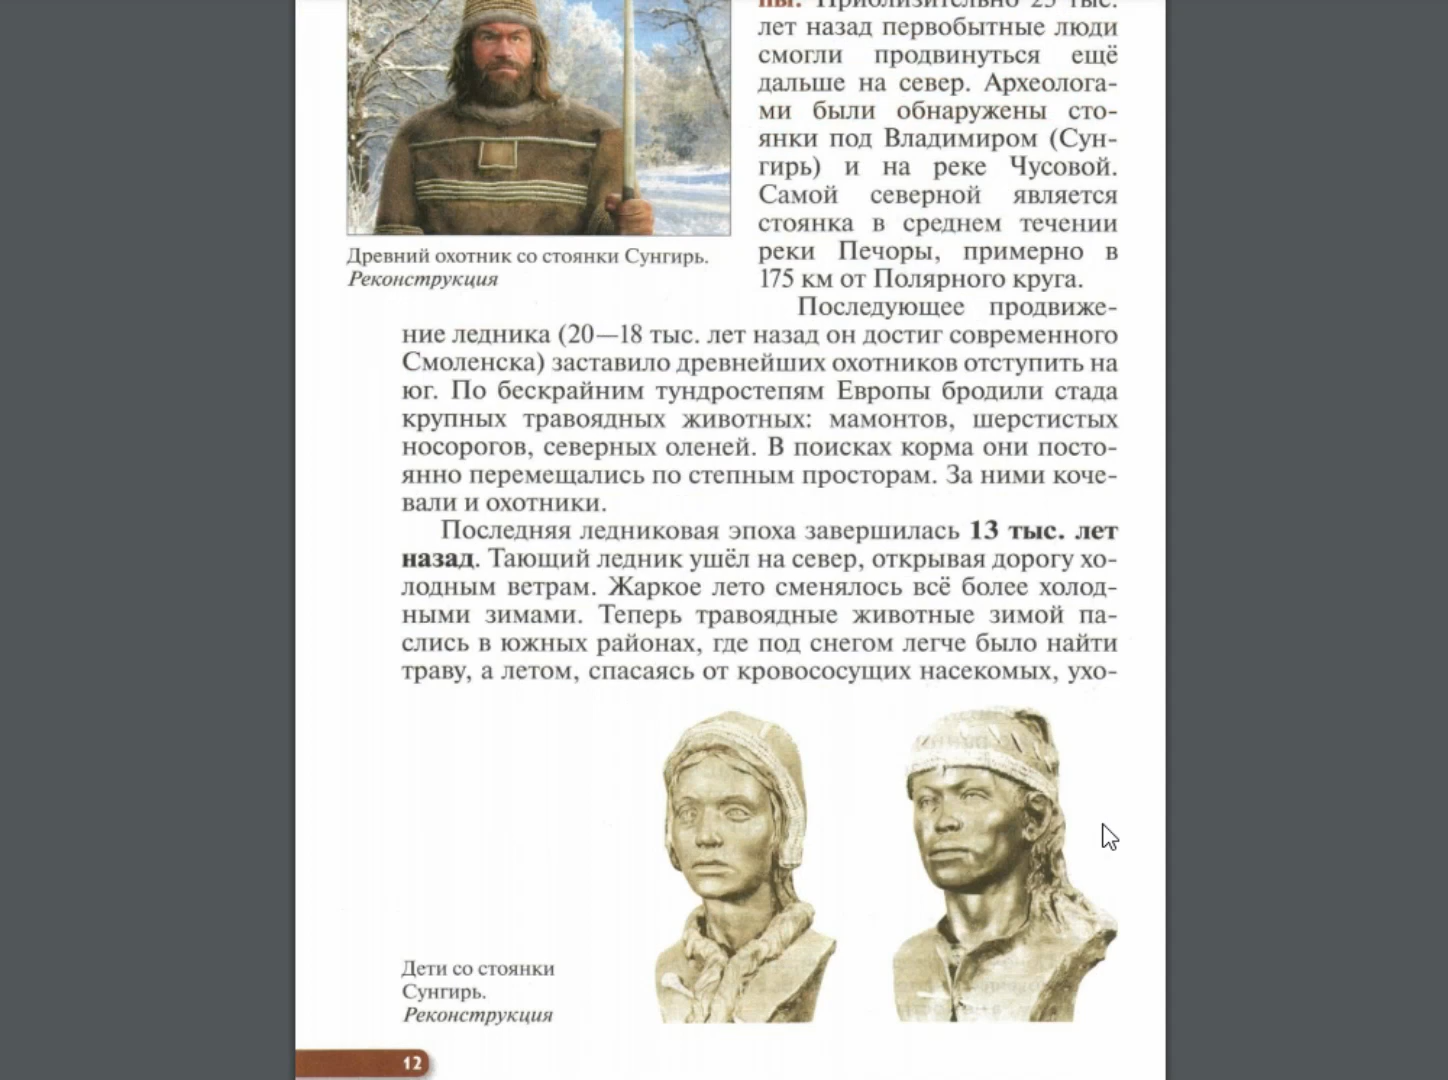 пы. Приблизительно 25 тыс.
лет назад первобытные люди
смогли продвинуться ещё
дальше на север. Археолога-
ми были обнаружены сто-
янки под Владимиром (Сун-
гирь) и на реке Чусовой.
Самой северной является
стоянка в среднем течении
реки Печоры, примерно в
175 км от Полярного круга.
Древний охотник со стоянки Сунгирь.
Реконструкция
Последующее продвиже-
ние ледника (20—18 тыс. лет назад он достиг современного
Смоленска) заставило древнейших охотников отступить на
юг. По бескрайним тундростепям Европы бродили стада
крупных травоядных животных: мамонтов, шерстистых
носорогов, северных оленей. В поисках корма они посто-
янно перемещались по степным просторам. За ними коче-
вали и охотники.
Последняя ледниковая эпоха завершилась 13 тыс. лет
назад. Тающий ледник ушёл на север, открывая дорогу хо-
лодным ветрам. Жаркое лето сменялось всё более холод-
ными зимами. Теперь травоядные животные зимой па-
слись в южных районах, где под снегом легче было найти
траву, а летом, спасаясь от кровососущих насекомых, ухо-
Дети со стоянки
Сунгирь.
Реконструкция
12